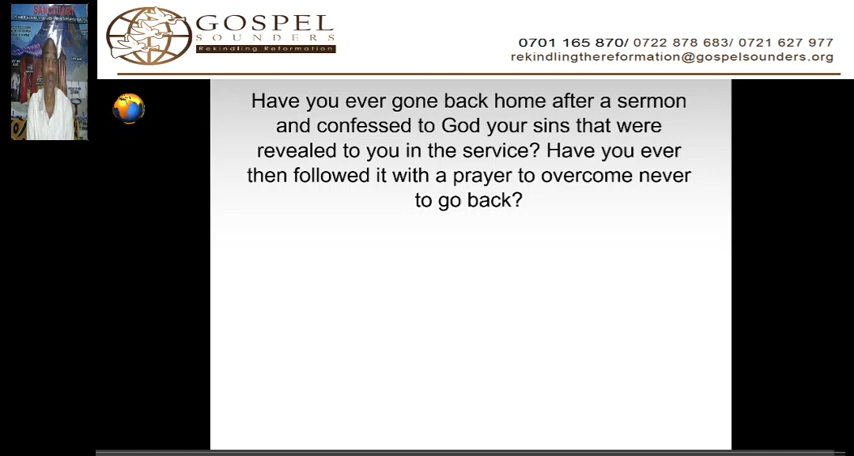 GOSPEL
SOUNDERS
Rekindling Reformation
0701 165 870/ 0722 878 683/ 0721 627 977
rekindlingthereformation@gospelsounders.org
Have you ever gone back home after a sermon
and confessed to God your sins that were
revealed to you in the service? Have you ever
then followed it with a prayer to overcome never
to go back?